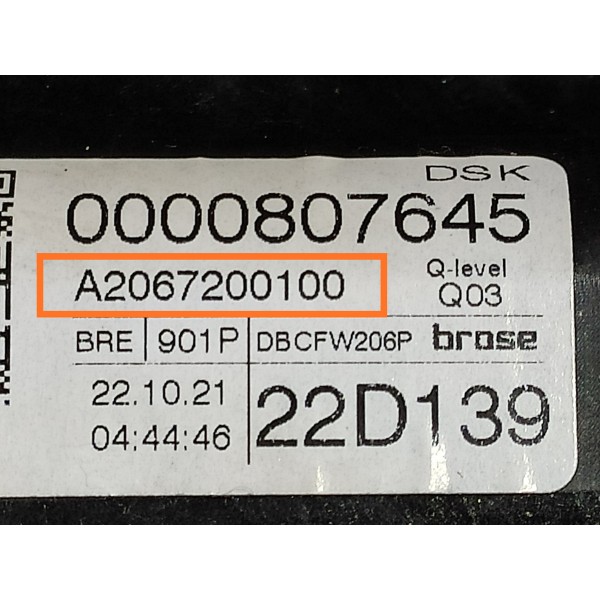 DSK
0000807645
A2067200100
Q-level
Q03
BRE 901P DBCFW206P brose
22.10.21
04:44:46
22D139